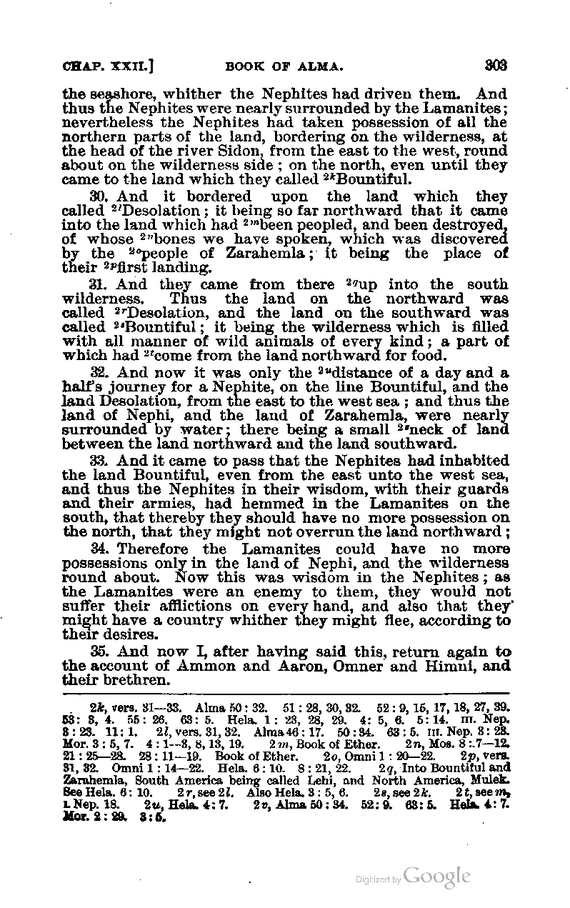 CHAP. XXII.] BOOK OF ALMA. 303
the seashore, whither the Nephites had driven them. And
thus the Nephites were nearly surrounded by the Lamanites;
nevertheless the Nephites had taken possession of all the
northern parts of the land, bordering on the wilderness, at
the head of the river Sidon, from the east to the west, round
about on the wilderness side; on the north, even until they
came to the land which they called 2kBountiful.
30. And it bordered upon the land which they
called 2lDesolation; it being so far northward that it came
into the land which had 2mbeen peopled, and been destroyed,
of whose 2nbones we have spoken, which was discovered
by the 2opeople of Zarahemla; it being the place of
their 2pfirst landing.
31. And they came from there 2qup into the south
wilderness. Thus the land on the northward was
called 2rDesolation, and the land on the southward was
called 2sBountiful; it being the wilderness which is filled
with all manner of wild animals of every kind; a part of
which had 2tcome from the land northward for food.
32. And now it was only the 2udistance of a day and a
half's journey for a Nephite, on the line Bountiful, and the
land Desolation, from the east to the west sea; and thus the
land of Nephi, and the land of Zarahemla, were nearly
surrounded by water; there being a small 2vneck of land
between the land northward and the land southward.
33. And it came to pass that the Nephites had inhabited
the land Bountiful, even from the east unto the west sea,
and thus the Nephites in their wisdom, with their guards
and their armies, had hemmed in the Lamanites on the
south, that thereby they should have no more possession on
the north, that they might not overrun the land northward;
34. Therefore the Lamanites could have no more
possessions only in the land of Nephi, and the wilderness
round about. Now this was wisdom in the Nephites; as
the Lamanites were an enemy to them, they would not
suffer their afflictions on every hand, and also that they
might have a country whither they might flee, according to
their desires.
35. And now I, after having said this, return again to
the account of Ammon and Aaron, Omner and Himni, and
their brethren.
2k, vers. 31—33. Alma 50: 32. 51: 28, 30, 32. 52: 9, 15, 17, 18, 27, 39.
53: 3, 4. 55: 26. 63: 5. Hela. 1: 23, 28, 29. 4: 5, 6. 5: 14. III. Nep.
3: 23. 11: 1. 2l, vers. 31, 32. Alma 46: 17. 50: 34. 63: 5. III. Nep. 3: 23.
Mor. 3: 5, 7. 4: 1—3, 8, 13, 19. 2m, Book of Ether. 2n, Mos. 8: 7—12.
21: 25—28. 28: 11—19. Book of Ether. 2o, Omni 1: 20—22. 2p, vers.
31, 32. Omni 1: 14—22. Hela. 6: 10. 8: 21, 22. 2q, Into Bountiful and
Zarahemla, South America being called Lehi, and North America, Mulek.
See Hela. 6: 10. 2r, see 2l. Also Hela. 3: 5, 6. 2s, see 2k. 2t, see m,
I. Nep. 18. 2u, Hela. 4: 7. 2v, Alma 50: 34. 52: 9. 63: 5. Hela. 4: 7.
Mor. 2: 29. 3: 5.
Digitized by Google